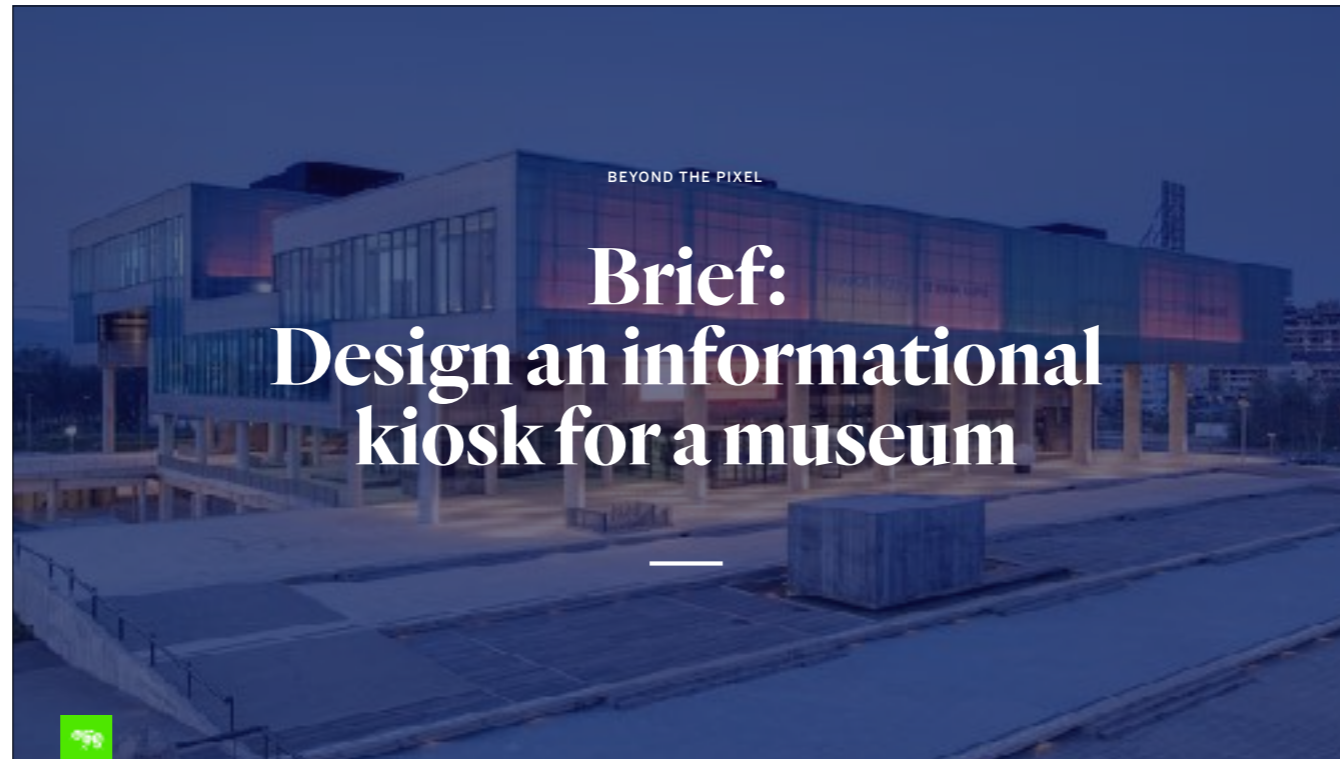 BEYOND THE PIXEL
Brief:
Design an informational
kiosk for a museum